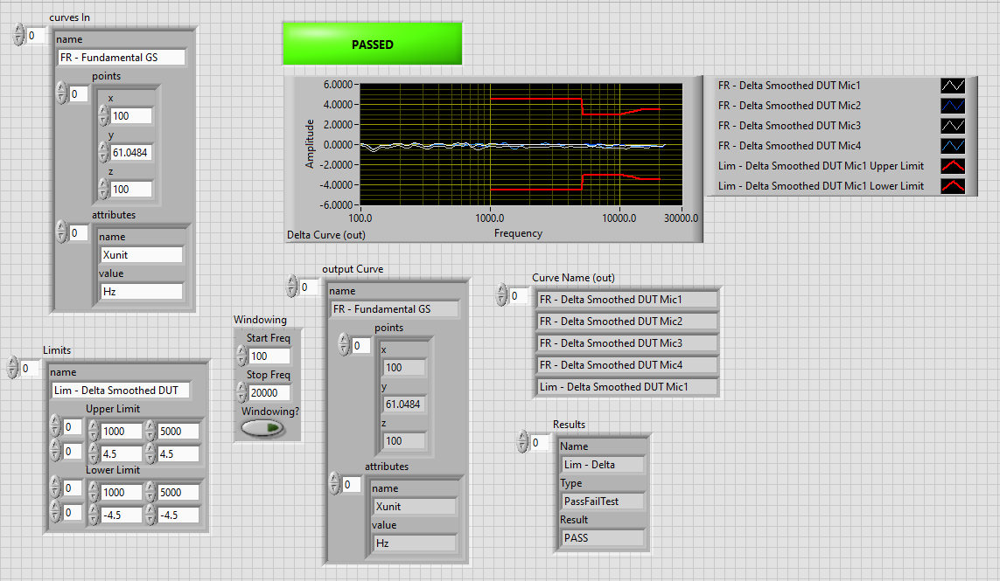 curves In
0
name
FR - Fundamental GS
points
0
x
100
y
61.0484
z
100
attributes
0
name
Xunit
value
Hz
PASSED
6.0000
4.0000
2.0000
0.0000
-2.0000
-4.0000
-6.0000
Amplitude
100.0 1000.0 10000.0 30000.0
Frequency
Delta Curve (out)
FR - Delta Smoothed DUT Mic1
FR - Delta Smoothed DUT Mic2
FR - Delta Smoothed DUT Mic3
FR - Delta Smoothed DUT Mic4
Lim - Delta Smoothed DUT Mic1 Upper Limit
Lim - Delta Smoothed DUT Mic1 Lower Limit
Limits
0
name
Lim - Delta Smoothed DUT
Upper Limit
0 1000 5000
0 4.5 4.5
Lower Limit
0 1000 5000
0 -4.5 -4.5
Windowing
Start Freq
100
Stop Freq
20000
Windowing?
output Curve
0
name
FR - Fundamental GS
points
0
x
100
y
61.0484
z
100
attributes
0
name
Xunit
value
Hz
Curve Name (out)
0
FR - Delta Smoothed DUT Mic1
FR - Delta Smoothed DUT Mic2
FR - Delta Smoothed DUT Mic3
FR - Delta Smoothed DUT Mic4
Lim - Delta Smoothed DUT Mic1
Results
0
Name
Lim - Delta
Type
PassFailTest
Result
PASS